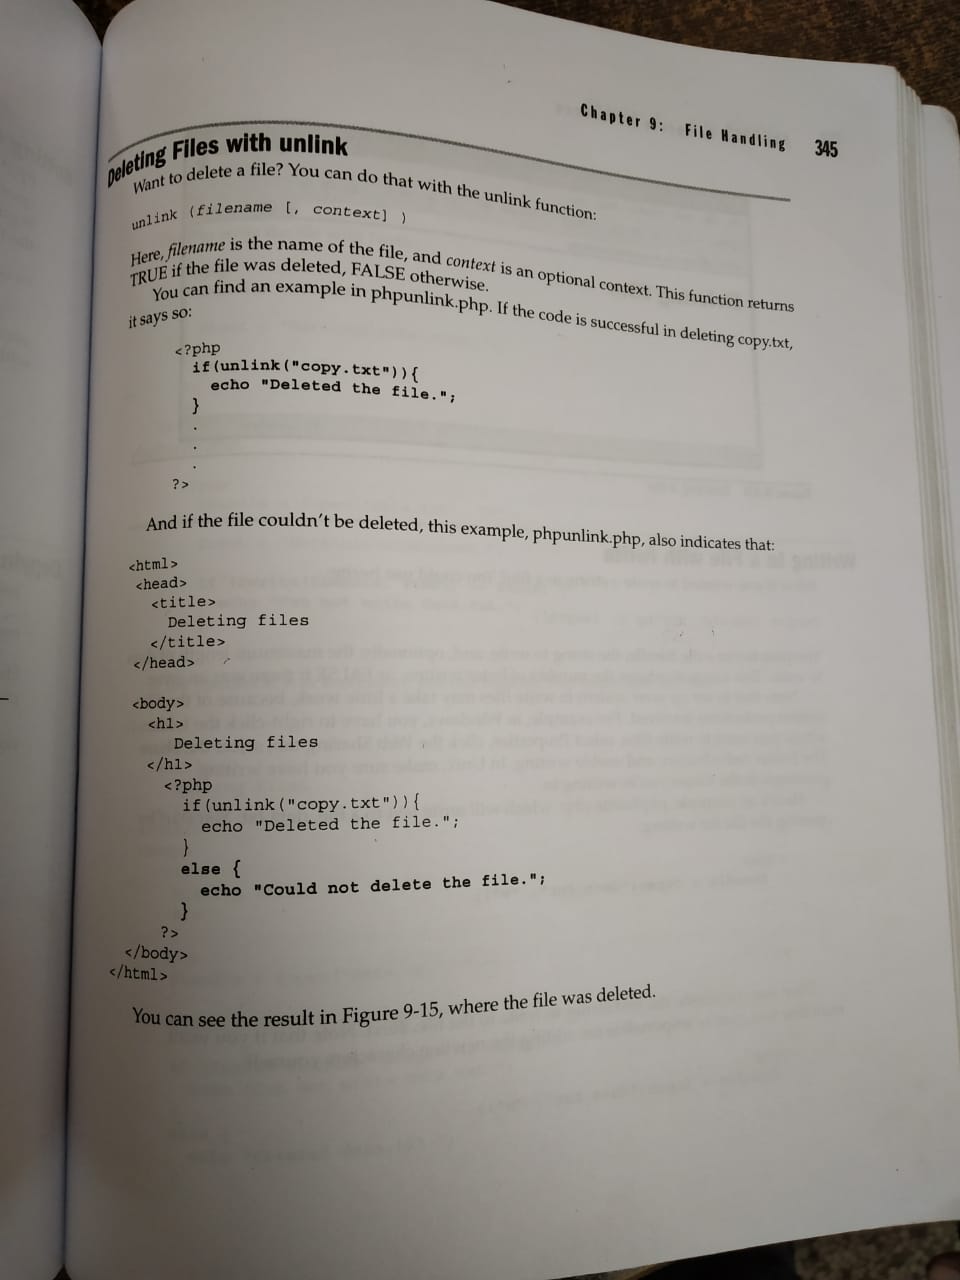 Chapter 9: File Handling 345
Deleting Files with unlink
Want to delete a file? You can do that with the unlink function:
unlink (filename [, context] )
Here, filename is the name of the file, and context is an optional context. This function returns
TRUE if the file was deleted, FALSE otherwise.
You can find an example in phpunlink.php. If the code is successful in deleting copy.txt,
it says so:
<?php
if(unlink("copy.txt")){
echo "Deleted the file.";
}
.
.
.
?>
And if the file couldn't be deleted, this example, phpunlink.php, also indicates that:
<html>
<head>
<title>
Deleting files
</title>
</head>
<body>
<h1>
Deleting files
</h1>
<?php
if(unlink("copy.txt")){
echo "Deleted the file.";
}
else {
echo "Could not delete the file.";
}
?>
</body>
</html>
You can see the result in Figure 9-15, where the file was deleted.